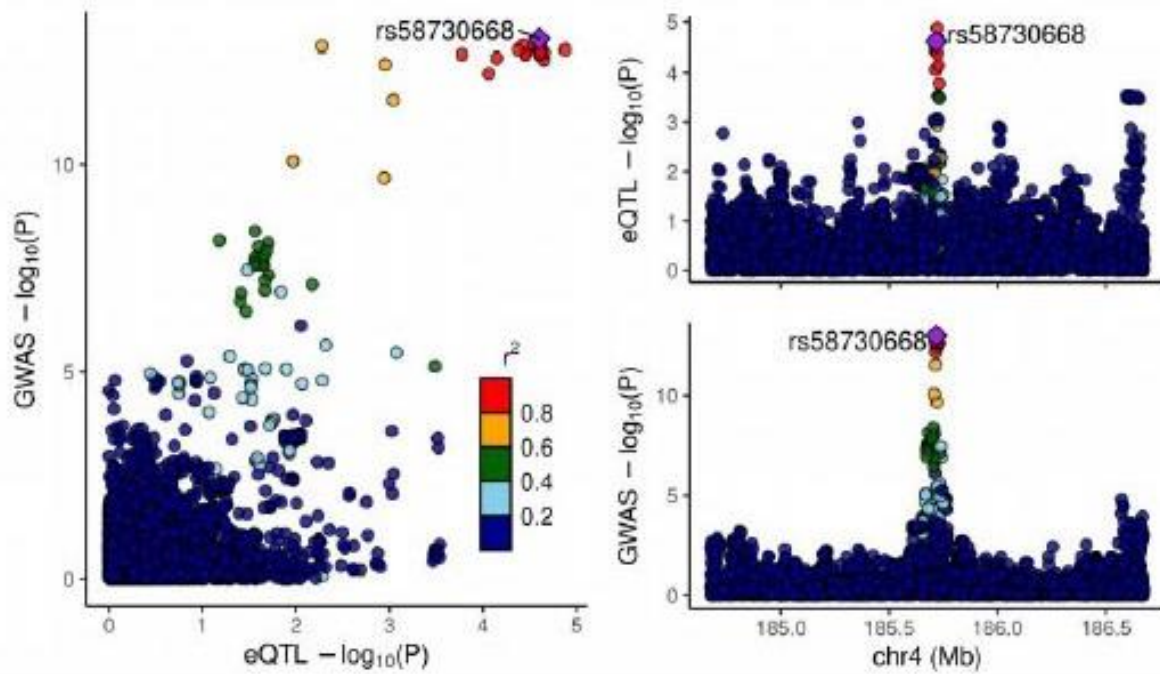 rs58730668
GWAS − log₁₀(P)
10
5
0
r²
0.8
0.6
0.4
0.2
0 1 2 3 4 5
eQTL − log₁₀(P)
5
4
3
2
1
0
eQTL − log₁₀(P)
rs58730668
10
5
0
GWAS − log₁₀(P)
rs58730668
185.0 185.5 186.0 186.5
chr4 (Mb)